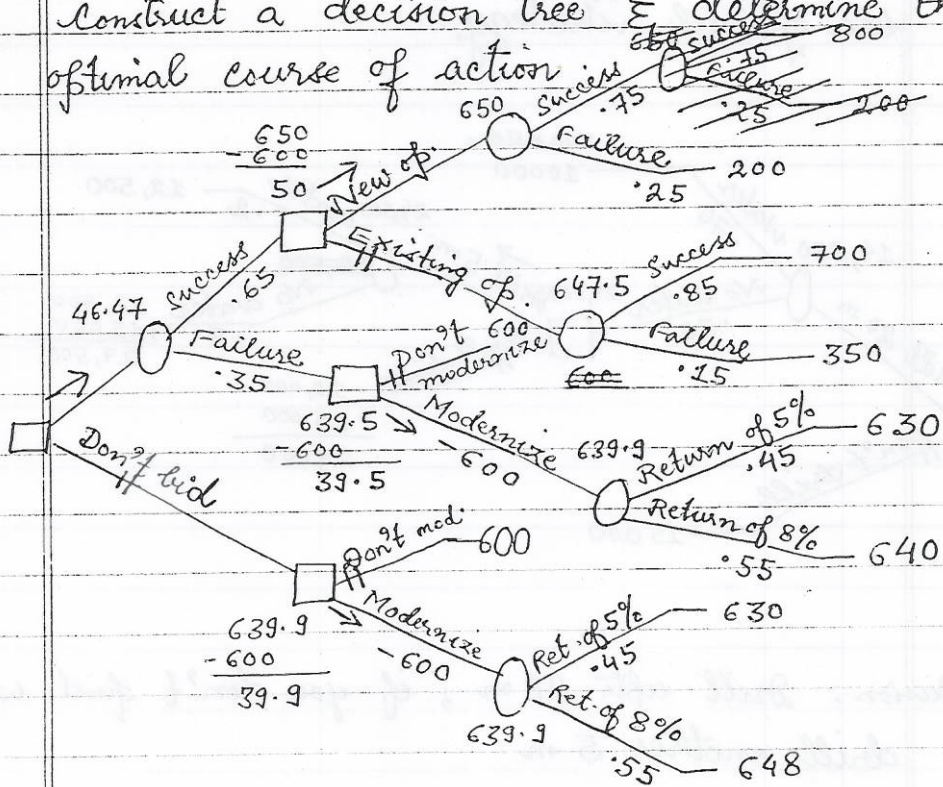 Construct a decision tree & determine
optimal course of action
650
Success
.75
800
Failure
.25
200
650
Success
.75
Failure
.25
200
650
-600
50
New op.
Existing op.
647.5
Success
.85
700
Failure
.15
350
600
46.47
Success
.65
Failure
.35
Don't
modernize
600
639.5
-600
39.5
Modernize
-600
639.9
Return of 5%
.45
630
Return of 8%
.55
640
Don't bid
Don't mod.
600
639.9
-600
39.9
Modernize
-600
639.9
Ret. of 5%
.45
630
Ret. of 8%
.55
648